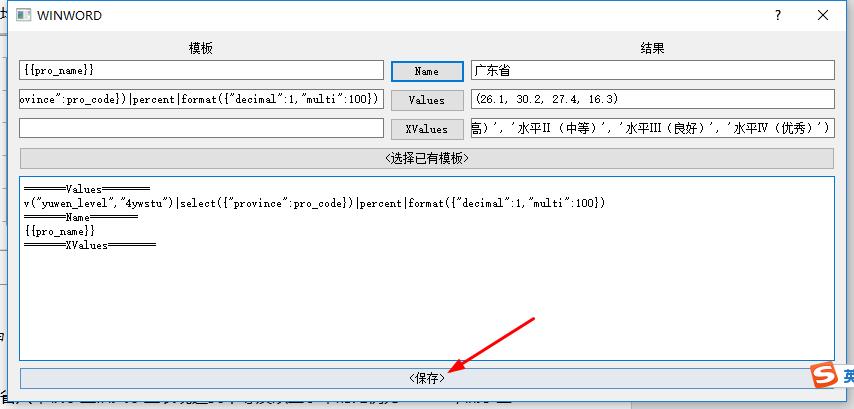 WINWORD
模板
结果
{{pro_name}}
Name
广东省
ovince":pro_code})|percent|format({"decimal":1,"multi":100})
Values
(26.1, 30.2, 27.4, 16.3)
XValues
高)', '水平II（中等）', '水平III（良好）', '水平IV（优秀）')
<选择已有模板>
======Values======
v("yuwen_level","4ywstu")|select({"province":pro_code})|percent|format({"decimal":1,"multi":100})
======Name======
{{pro_name}}
======XValues======
<保存>
英